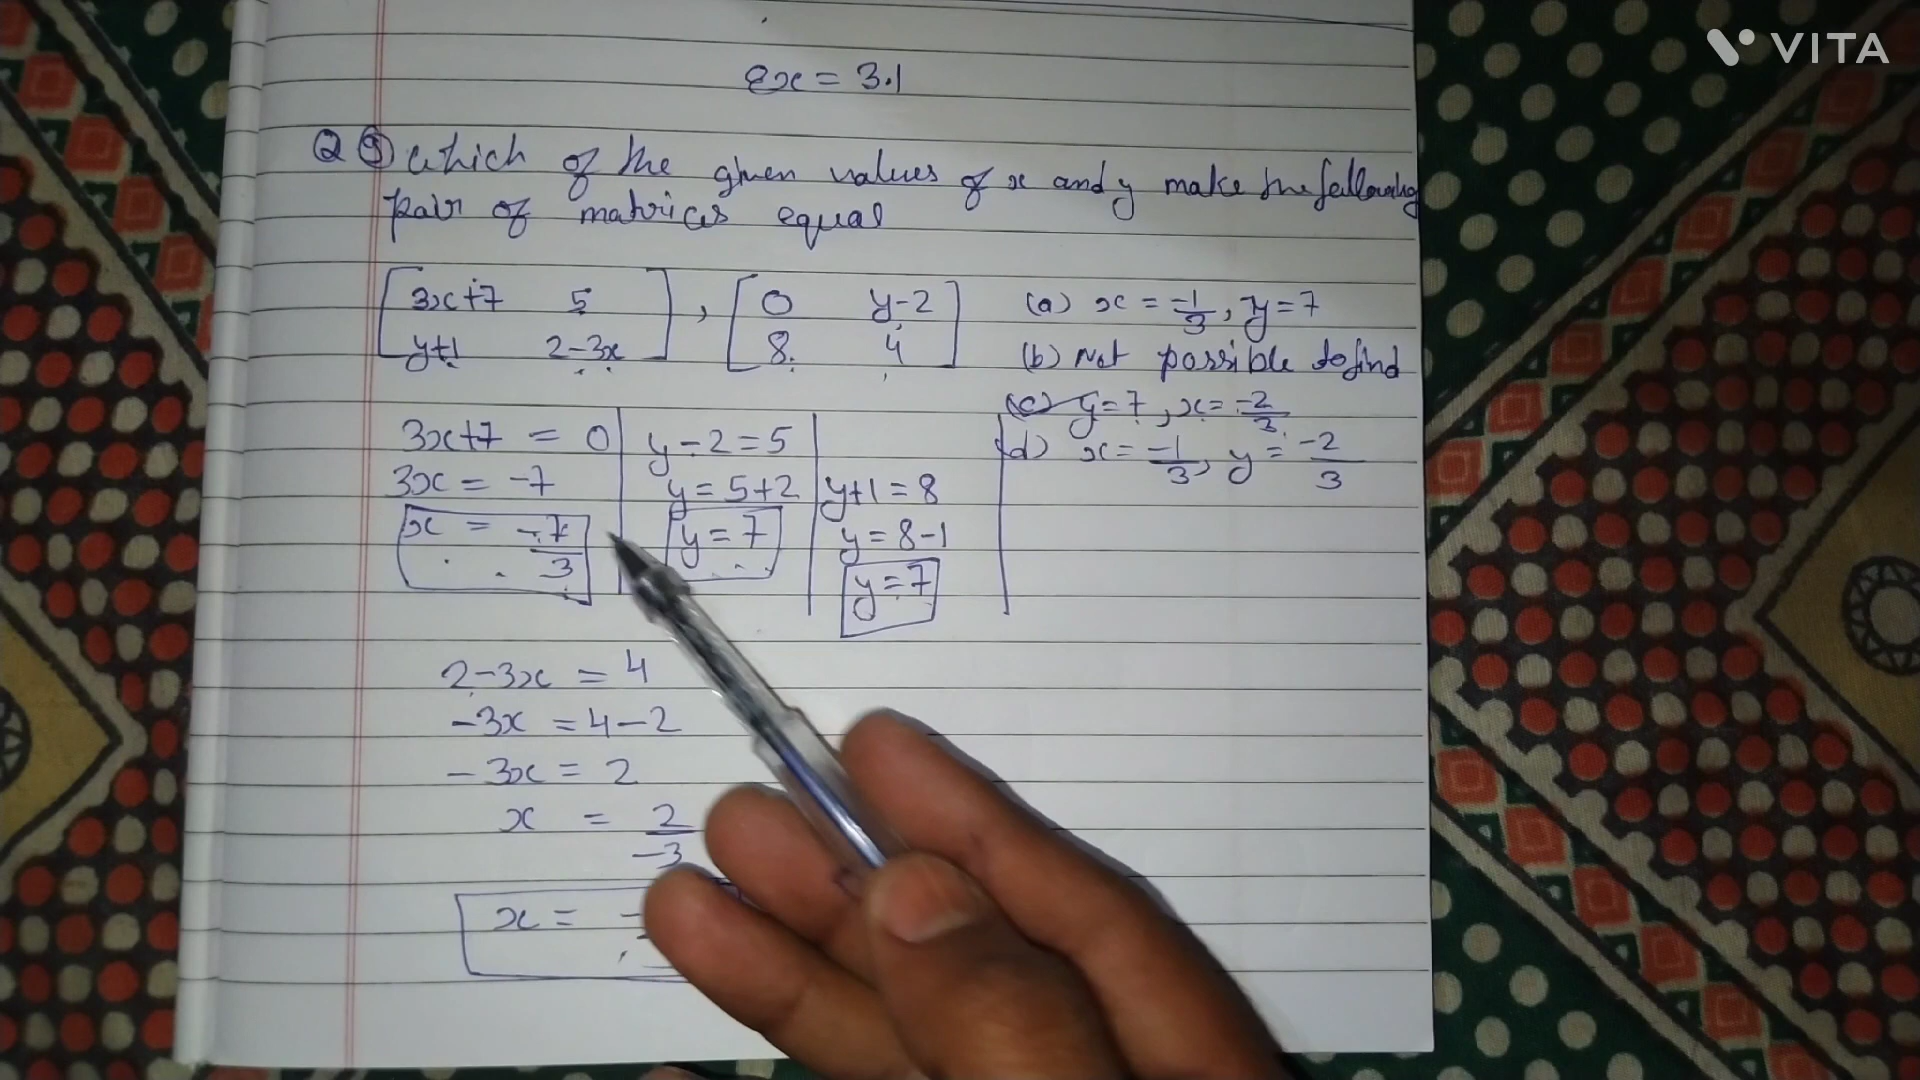 VITA
Ex = 3.1
Q 9 which of the given values of x and y make the following
pair of matrices equal
[3x+7 5
y+1 2-3x] , [0 y-2
8 4]
(a) x = -1/3, y = 7
(b) Not possible to find
(c) y = 7, x = -2/3
(d) x = -1/3, y = -2/3
3x+7 = 0
3x = -7
x = -7/3
y-2 = 5
y = 5+2
y = 7
y+1 = 8
y = 8-1
y = 7
2-3x = 4
-3x = 4-2
-3x = 2
x = 2/-3
x = -